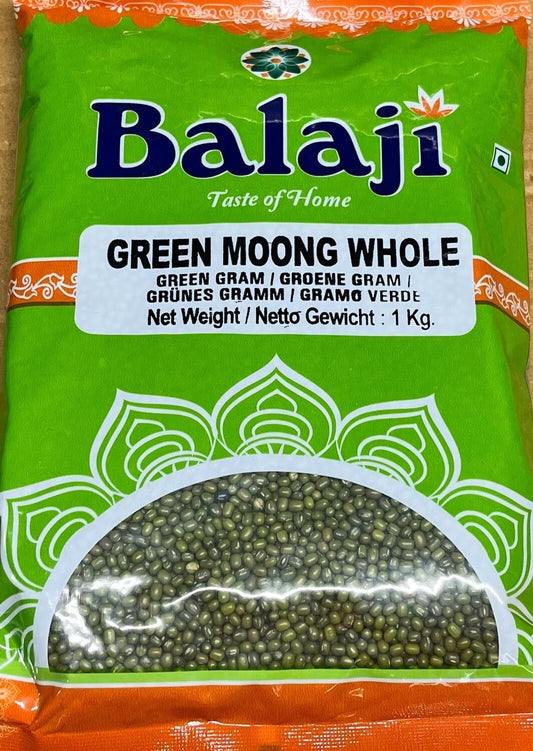 Balaji
Taste of Home
GREEN MOONG WHOLE
GREEN GRAM / GROENE GRAM /
GRÜNES GRAMM / GRAMO VERDE
Net Weight / Netto Gewicht : 1 Kg.